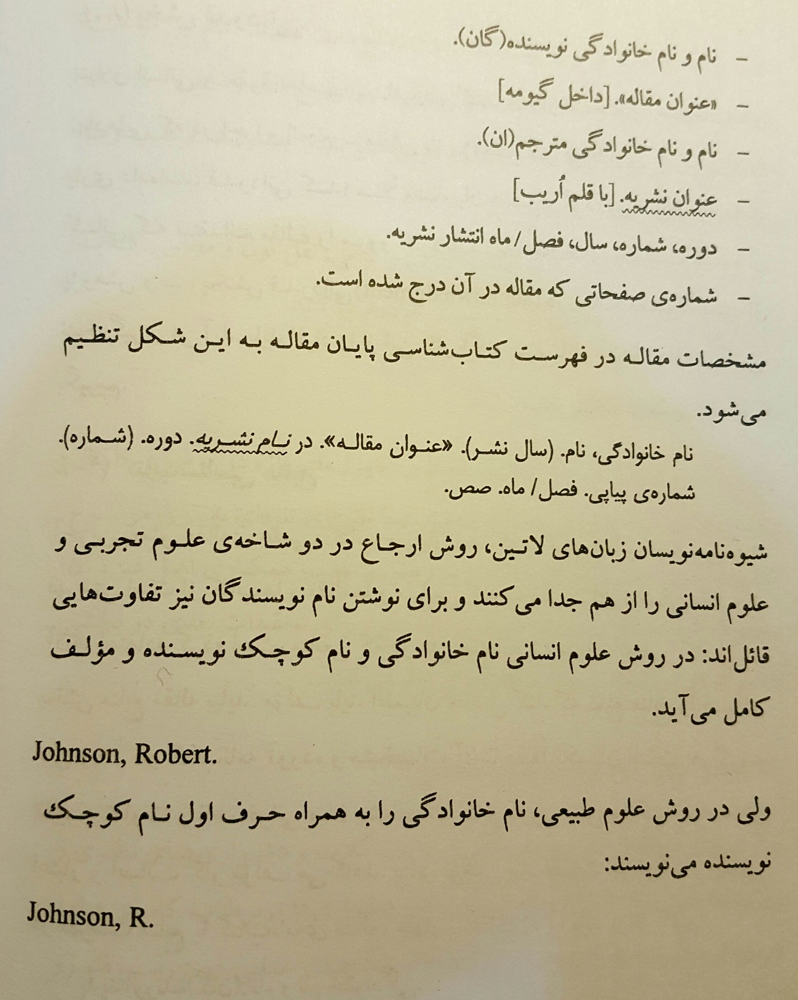 – نام و نام خانوادگی نویسنده(گان).
– «عنوان مقاله». [داخل گیومه]
– نام و نام خانوادگی مترجم(ان).
– عنوان نشریه. [با قلم اُریب]
– دوره، شماره، سال، فصل/ ماه انتشار نشریه.
– شماره‌ی صفحاتی که مقاله در آن درج شده است.
مشخصات مقاله در فهرست کتاب‌شناسی پایان مقاله به این شکل تنظیم
می‌شود.
نام خانوادگی، نام. (سال نشر). «عنوان مقاله». در نام نشریه. دوره. (شماره).
شماره‌ی پیاپی. فصل/ ماه. صص.
شیوه‌نامه‌نویسان زبان‌های لاتین، روش ارجاع در دو شاخه‌ی علوم تجربی و
علوم انسانی را از هم جدا می‌کنند و برای نوشتن نام نویسندگان نیز تفاوت‌هایی
قائل‌اند: در روش علوم انسانی نام خانوادگی و نام کوچک نویسنده و مؤلف
کامل می‌آید.
Johnson, Robert.
ولی در روش علوم طبیعی، نام خانوادگی را به همراه حرف اول نام کوچک
نویسنده می‌نویسند:
Johnson, R.